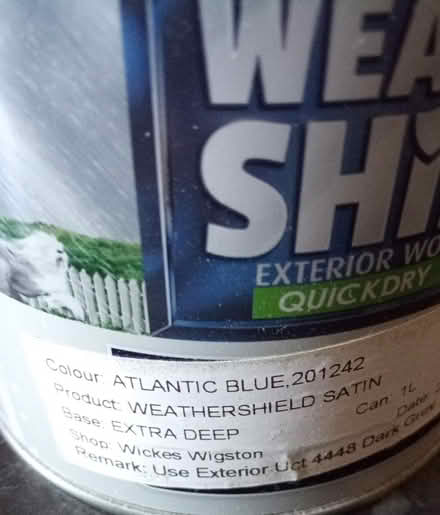 WEA
SHI
EXTERIOR WO
QUICKDRY
Colour: ATLANTIC BLUE,201242
Product: WEATHERSHIELD SATIN
Base: EXTRA DEEP Can: 1L
Shop: Wickes Wigston Date:
Remark: Use Exterior Uct 4448 Dark Grey